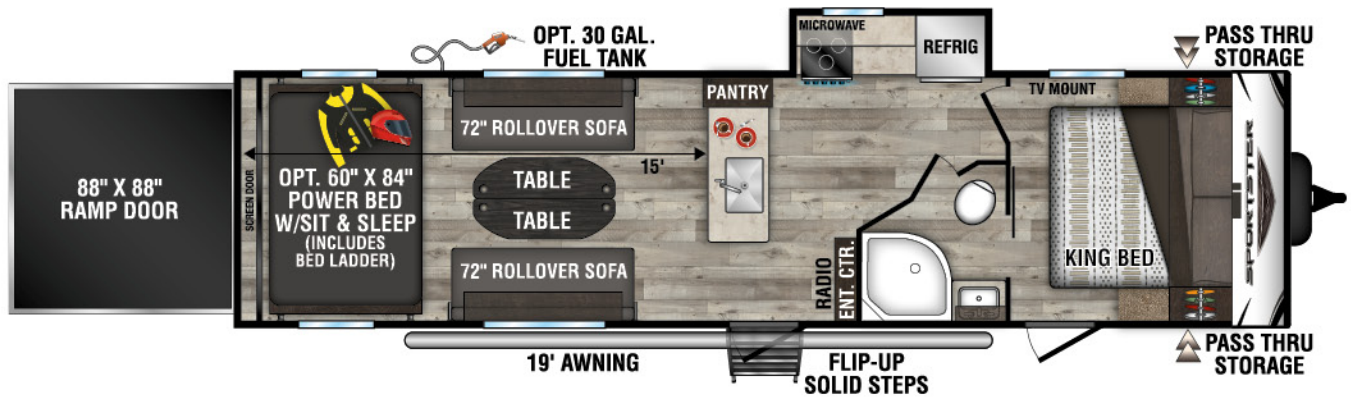 OPT. 30 GAL.
FUEL TANK
MICROWAVE
REFRIG
PASS THRU
STORAGE
PANTRY
TV MOUNT
72" ROLLOVER SOFA
88" X 88"
RAMP DOOR
SCREEN DOOR
OPT. 60" X 84"
POWER BED
W/SIT & SLEEP
(INCLUDES
BED LADDER)
15'
TABLE
TABLE
72" ROLLOVER SOFA
RADIO
ENT. CTR.
KING BED
SPORTSTER
19' AWNING
FLIP-UP
SOLID STEPS
PASS THRU
STORAGE